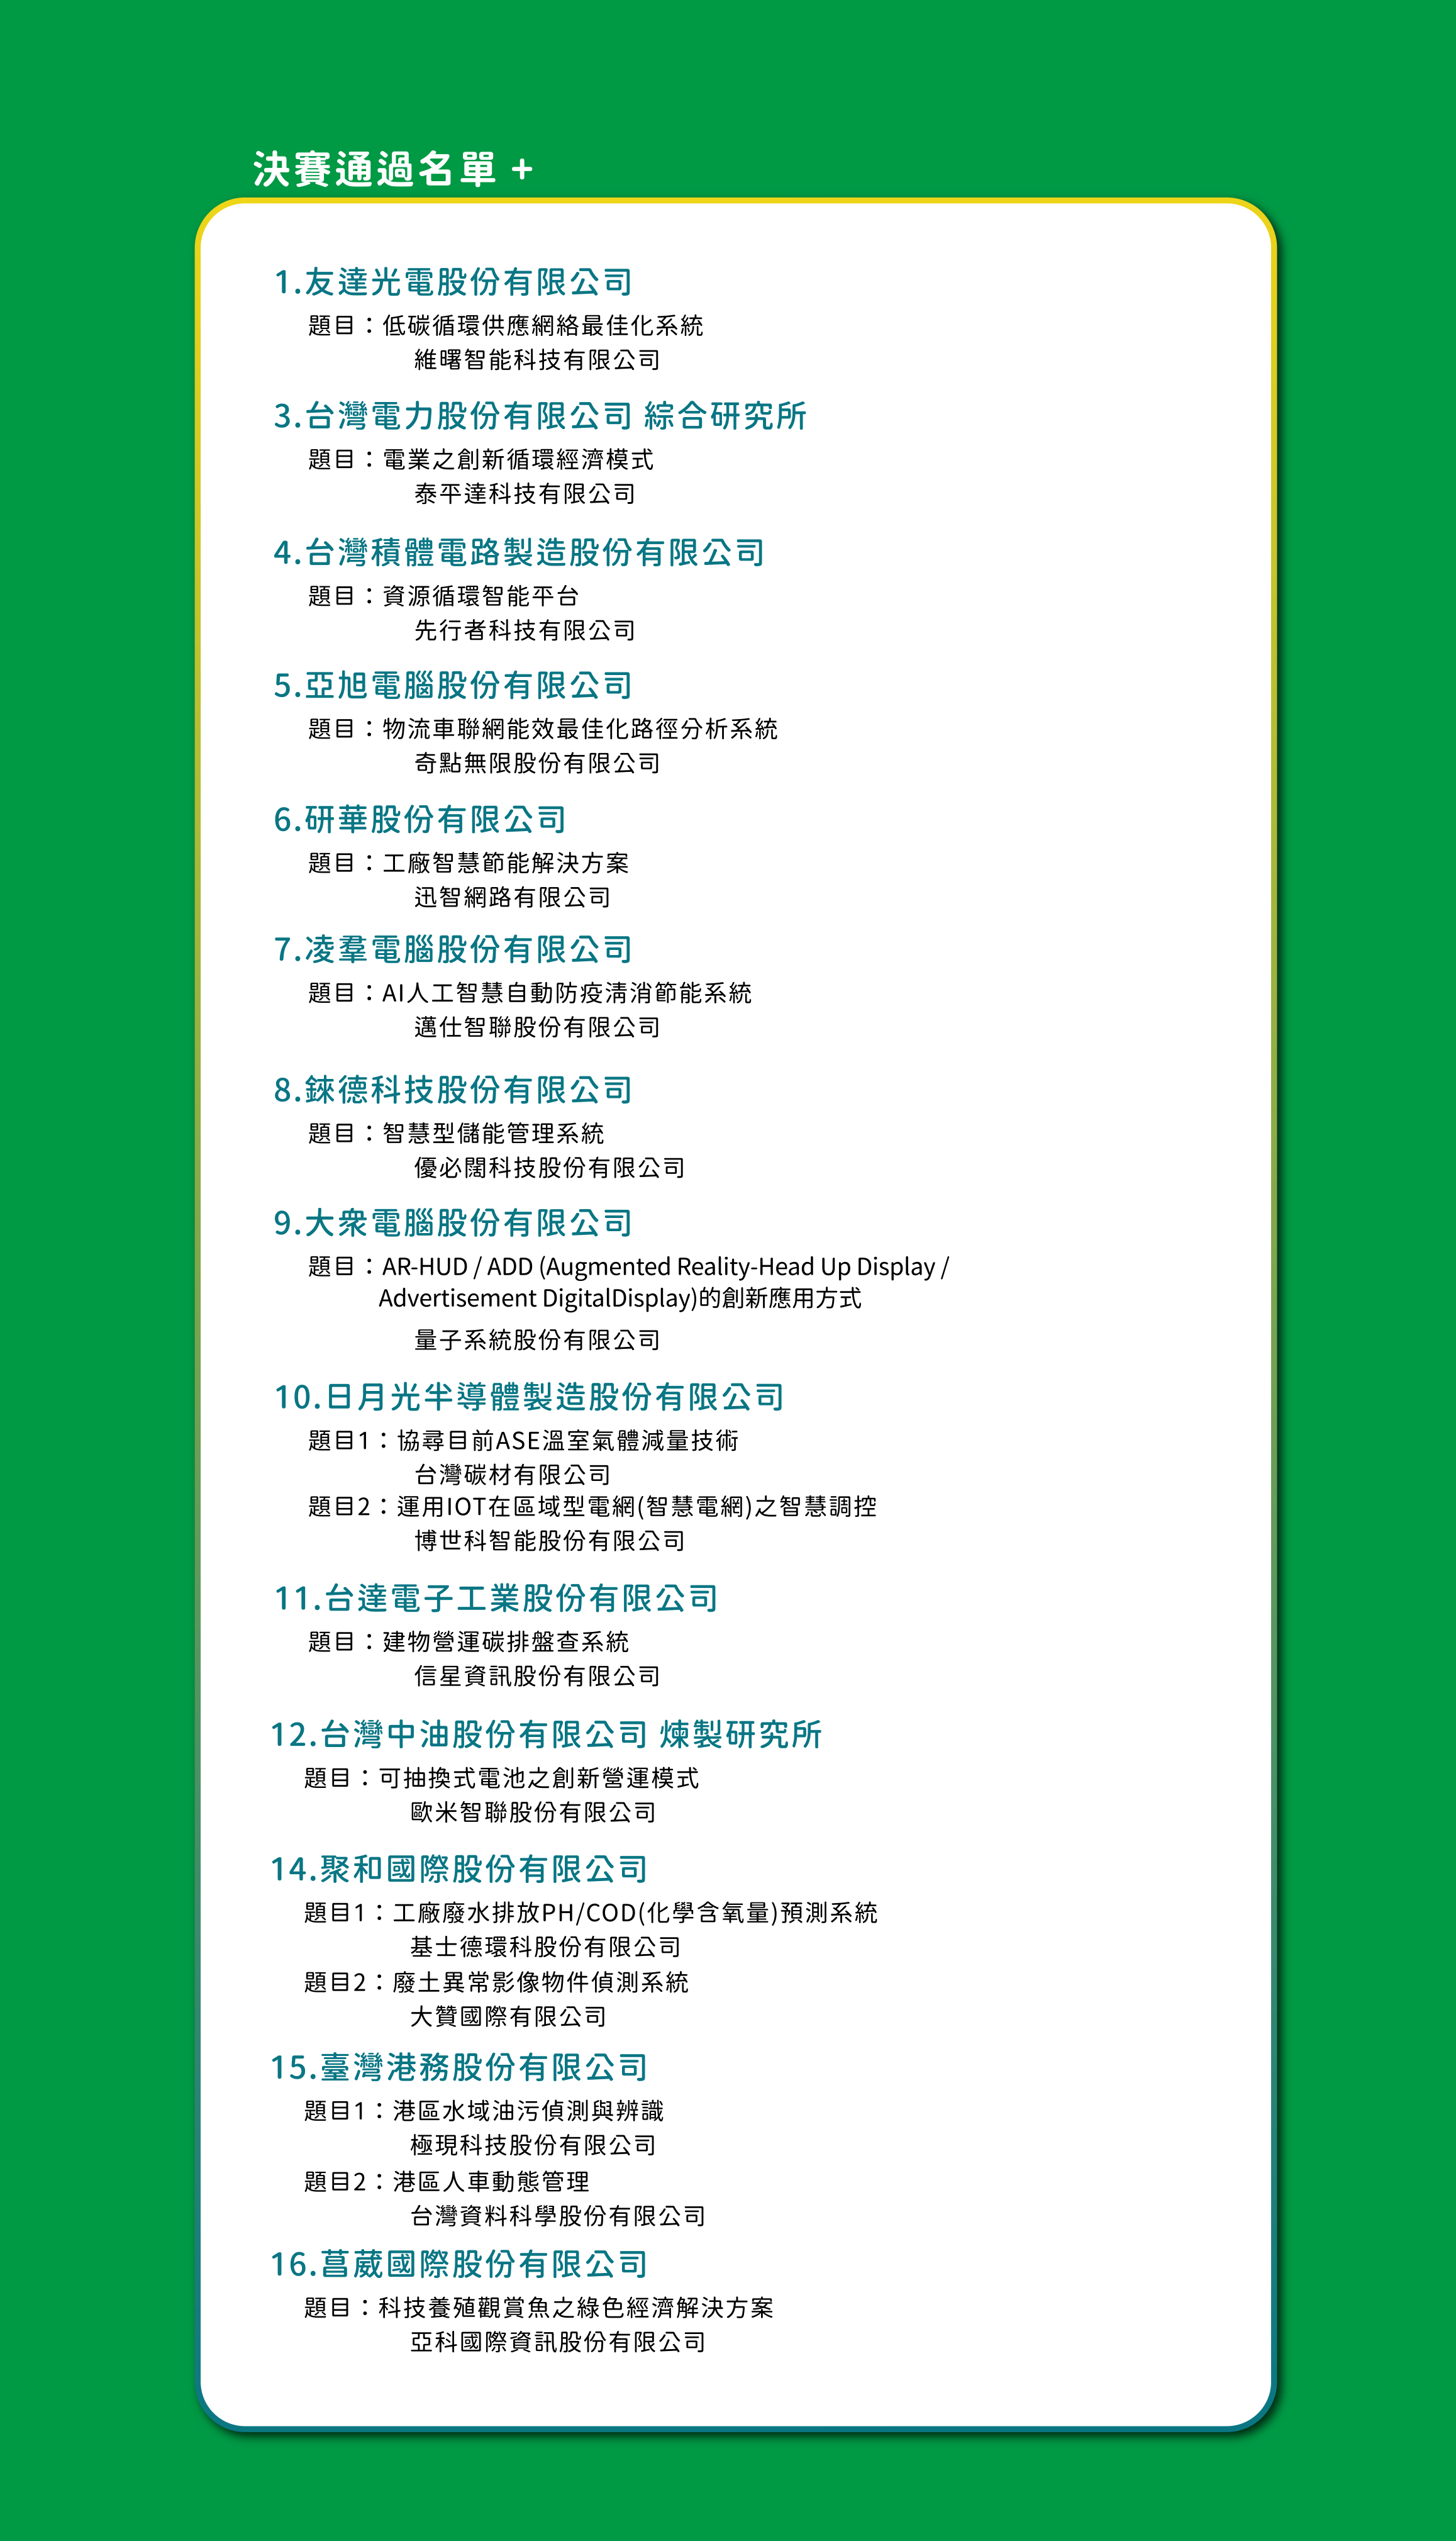 決賽通過名單 +
1.友達光電股份有限公司
題目：低碳循環供應網絡最佳化系統
維曙智能科技有限公司
3.台灣電力股份有限公司 綜合研究所
題目：電業之創新循環經濟模式
泰平達科技有限公司
4.台灣積體電路製造股份有限公司
題目：資源循環智能平台
先行者科技有限公司
5.亞旭電腦股份有限公司
題目：物流車聯網能效最佳化路徑分析系統
奇點無限股份有限公司
6.研華股份有限公司
題目：工廠智慧節能解決方案
迅智網路有限公司
7.凌羣電腦股份有限公司
題目：AI人工智慧自動防疫清消節能系統
邁仕智聯股份有限公司
8.錸德科技股份有限公司
題目：智慧型儲能管理系統
優必闊科技股份有限公司
9.大衆電腦股份有限公司
題目：AR-HUD / ADD (Augmented Reality-Head Up Display /
Advertisement DigitalDisplay)的創新應用方式
量子系統股份有限公司
10.日月光半導體製造股份有限公司
題目1：協尋目前ASE溫室氣體減量技術
台灣碳材有限公司
題目2：運用IOT在區域型電網(智慧電網)之智慧調控
博世科智能股份有限公司
11.台達電子工業股份有限公司
題目：建物營運碳排盤查系統
信星資訊股份有限公司
12.台灣中油股份有限公司 煉製研究所
題目：可抽換式電池之創新營運模式
歐米智聯股份有限公司
14.聚和國際股份有限公司
題目1：工廠廢水排放PH/COD(化學含氧量)預測系統
基士德環科股份有限公司
題目2：廢土異常影像物件偵測系統
大贊國際有限公司
15.臺灣港務股份有限公司
題目1：港區水域油污偵測與辨識
極現科技股份有限公司
題目2：港區人車動態管理
台灣資料科學股份有限公司
16.菖葳國際股份有限公司
題目：科技養殖觀賞魚之綠色經濟解決方案
亞科國際資訊股份有限公司